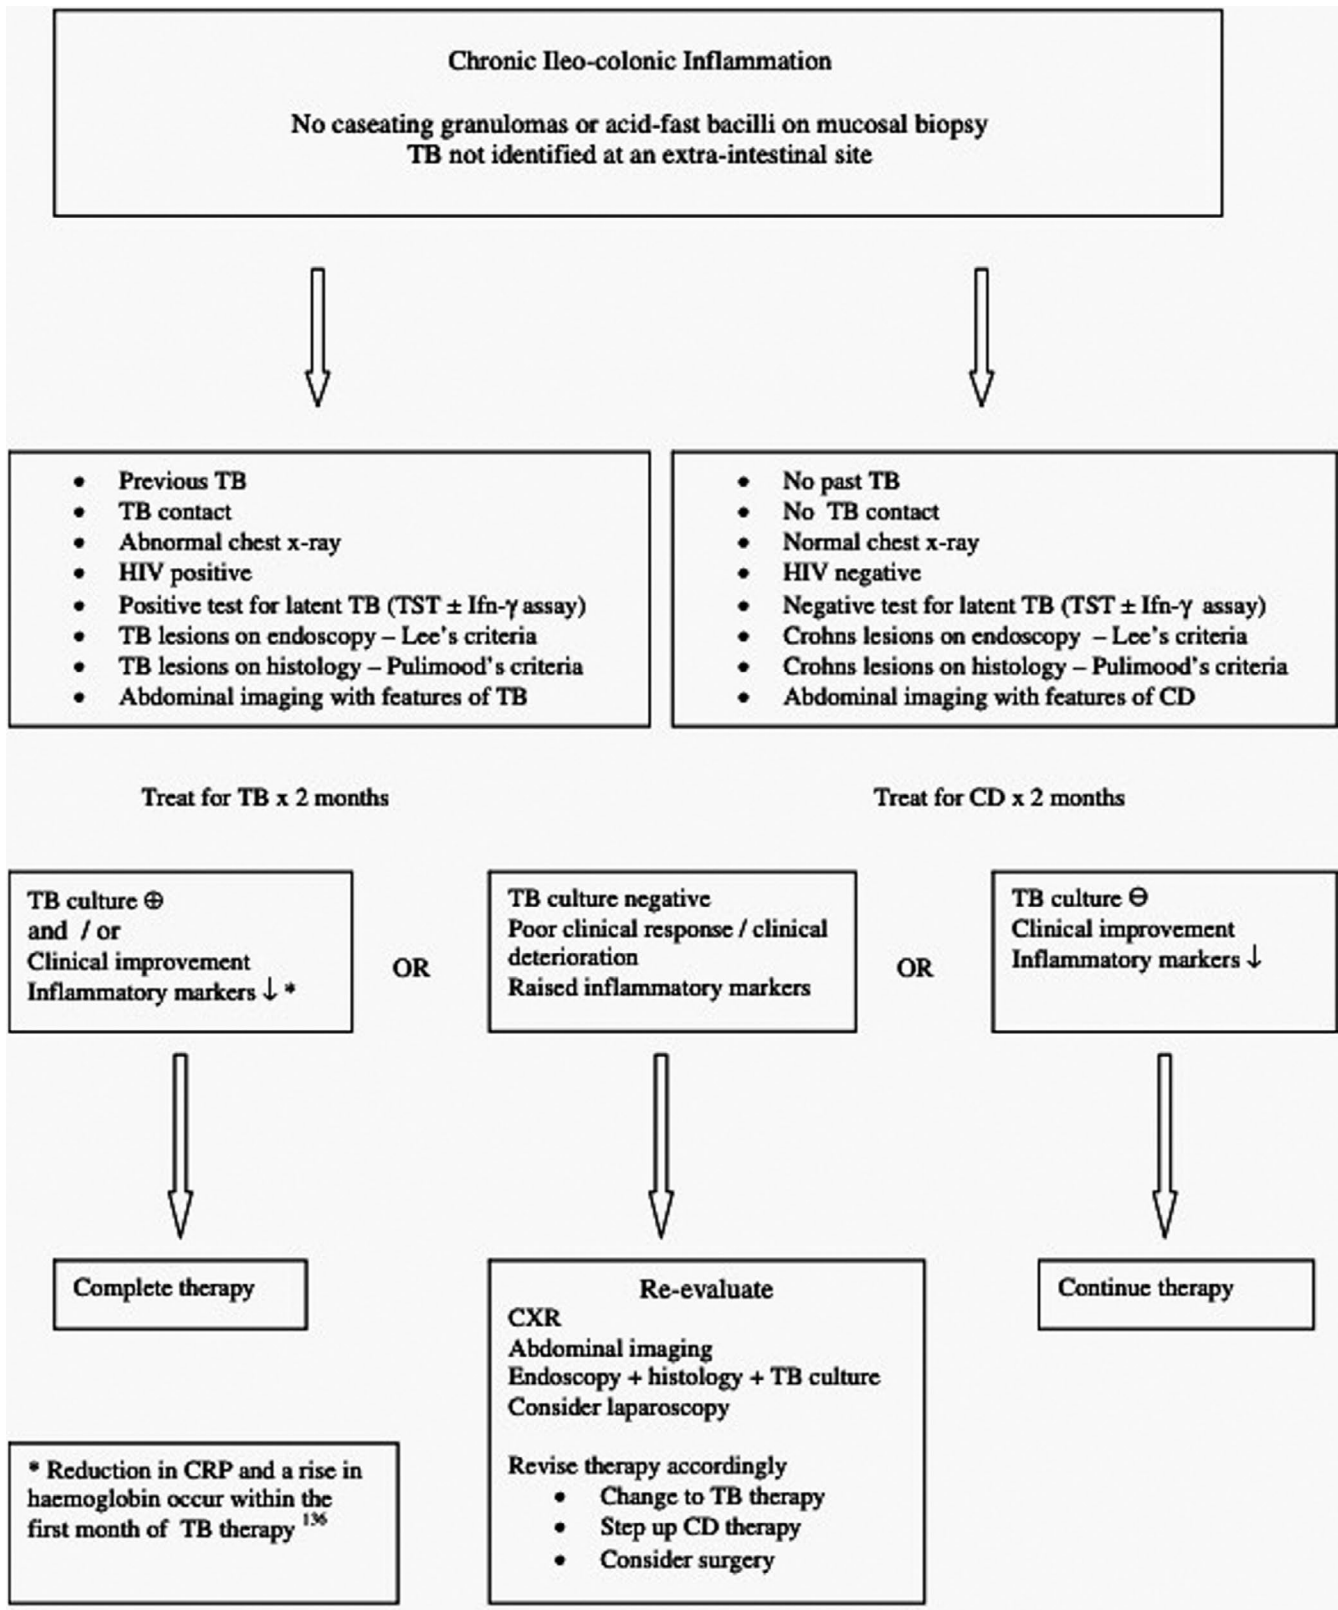 Chronic Ileo-colonic Inflammation
No caseating granulomas or acid-fast bacilli on mucosal biopsy
TB not identified at an extra-intestinal site
• Previous TB
• TB contact
• Abnormal chest x-ray
• HIV positive
• Positive test for latent TB (TST ± Ifn-γ assay)
• TB lesions on endoscopy – Lee's criteria
• TB lesions on histology – Pulimood's criteria
• Abdominal imaging with features of TB
• No past TB
• No TB contact
• Normal chest x-ray
• HIV negative
• Negative test for latent TB (TST ± Ifn-γ assay)
• Crohns lesions on endoscopy – Lee's criteria
• Crohns lesions on histology – Pulimood's criteria
• Abdominal imaging with features of CD
Treat for TB x 2 months
Treat for CD x 2 months
TB culture ⊕
and / or
Clinical improvement
Inflammatory markers ↓ *
OR
TB culture negative
Poor clinical response / clinical
deterioration
Raised inflammatory markers
OR
TB culture ⊖
Clinical improvement
Inflammatory markers ↓
Complete therapy
Re-evaluate
CXR
Abdominal imaging
Endoscopy + histology + TB culture
Consider laparoscopy
Revise therapy accordingly
• Change to TB therapy
• Step up CD therapy
• Consider surgery
Continue therapy
* Reduction in CRP and a rise in
haemoglobin occur within the
first month of TB therapy 136